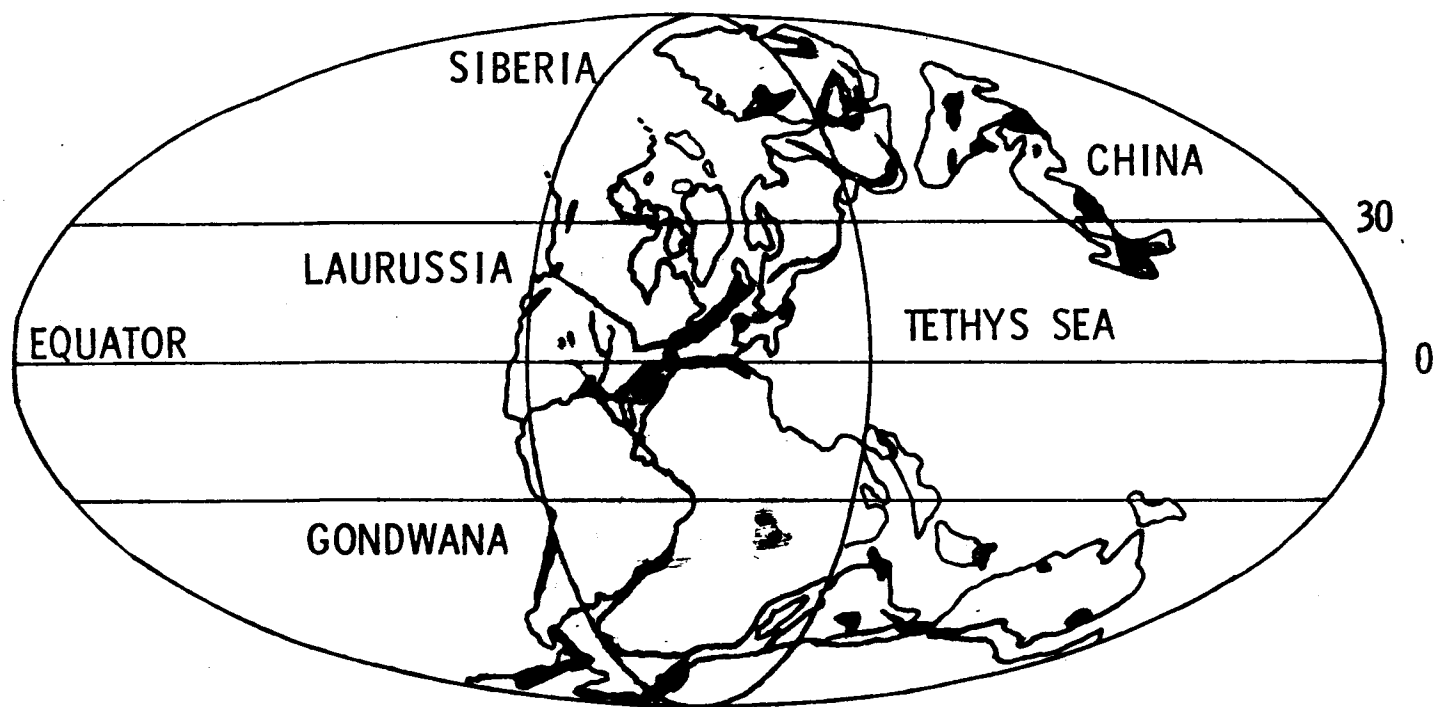 SIBERIA
CHINA
30
LAURUSSIA
TETHYS SEA
EQUATOR
0
GONDWANA